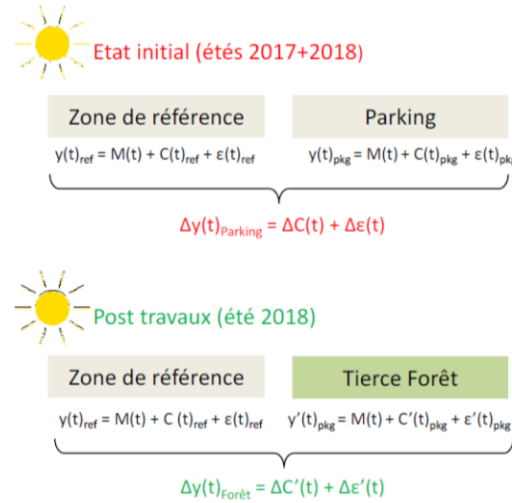 Etat initial (étés 2017+2018)
Zone de référence
Parking
y(t)ref = M(t) + C(t)ref + ε(t)ref
y(t)pkg = M(t) + C(t)pkg + ε(t)pk
Δy(t)Parking = ΔC(t) + Δε(t)
Post travaux (été 2018)
Zone de référence
Tierce Forêt
y(t)ref = M(t) + C (t)ref + ε(t)ref
y'(t)pkg = M(t) + C'(t)pkg + ε'(t)pkg
Δy(t)Forêt = ΔC'(t) + Δε'(t)